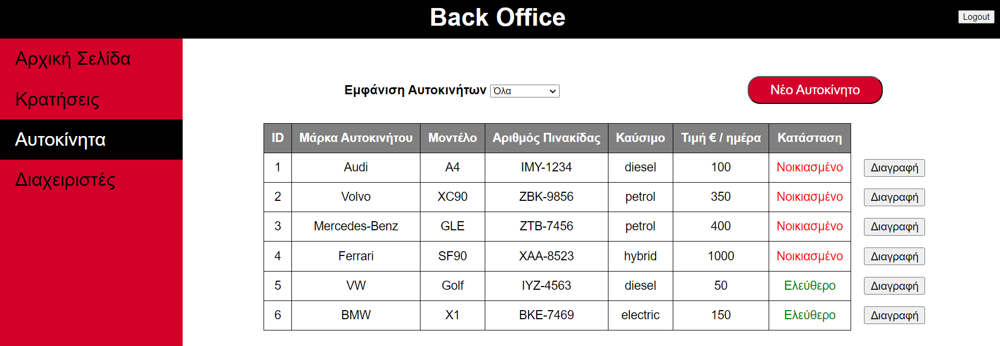 Back Office
Logout
Αρχική Σελίδα
Κρατήσεις
Αυτοκίνητα
Διαχειριστές
Εμφάνιση Αυτοκινήτων Όλα
Νέο Αυτοκίνητο
ID Μάρκα Αυτοκινήτου Μοντέλο Αριθμός Πινακίδας Καύσιμο Τιμή € / ημέρα Κατάσταση
1 Audi A4 IMY-1234 diesel 100 Νοικιασμένο Διαγραφή
2 Volvo XC90 ZBK-9856 petrol 350 Νοικιασμένο Διαγραφή
3 Mercedes-Benz GLE ZTB-7456 petrol 400 Νοικιασμένο Διαγραφή
4 Ferrari SF90 XAA-8523 hybrid 1000 Νοικιασμένο Διαγραφή
5 VW Golf IYZ-4563 diesel 50 Ελεύθερο Διαγραφή
6 BMW X1 BKE-7469 electric 150 Ελεύθερο Διαγραφή